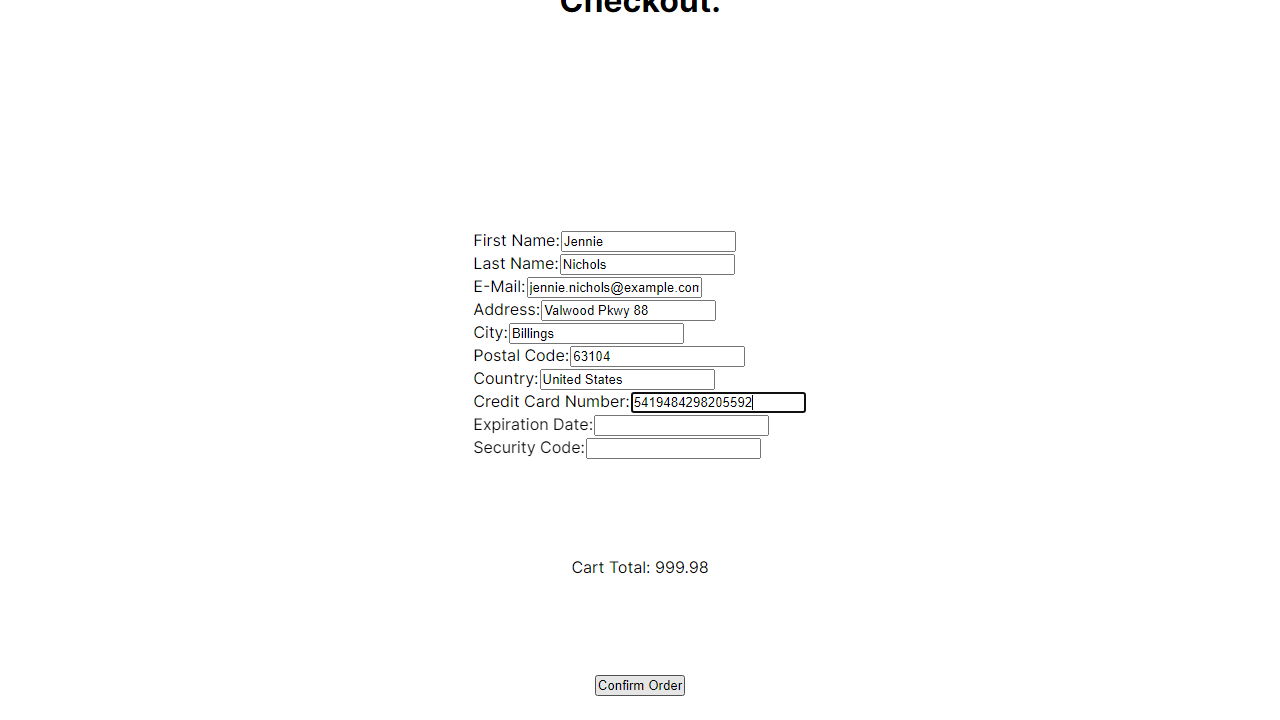 Checkout.
First Name: Jennie
Last Name: Nichols
E-Mail: jennie.nichols@example.com
Address: Valwood Pkwy 88
City: Billings
Postal Code: 63104
Country: United States
Credit Card Number: 5419484298205592
Expiration Date:
Security Code:
Cart Total: 999.98
Confirm Order